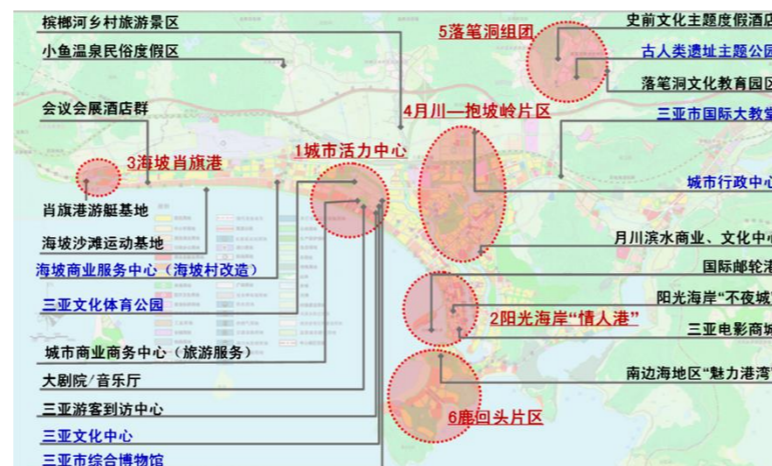 槟榔河乡村旅游景区
小鱼温泉民俗度假区
会议会展酒店群
3海坡肖旗港
肖旗港游艇基地
海坡沙滩运动基地
海坡商业服务中心（海坡村改造）
三亚文化体育公园
城市商业商务中心（旅游服务）
大剧院/音乐厅
三亚游客到访中心
三亚文化中心
三亚市综合博物馆
1城市活力中心
5落笔洞组团
4月川—抱坡岭片区
2阳光海岸“情人港”
6鹿回头片区
史前文化主题度假酒店
古人类遗址主题公园
落笔洞文化教育园区
三亚市国际大教堂
城市行政中心
月川滨水商业、文化中心
国际邮轮港
阳光海岸“不夜城”
三亚电影商城
南边海地区“魅力港湾”